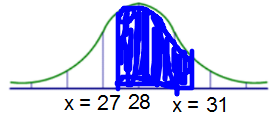 x = 27 28 x = 31